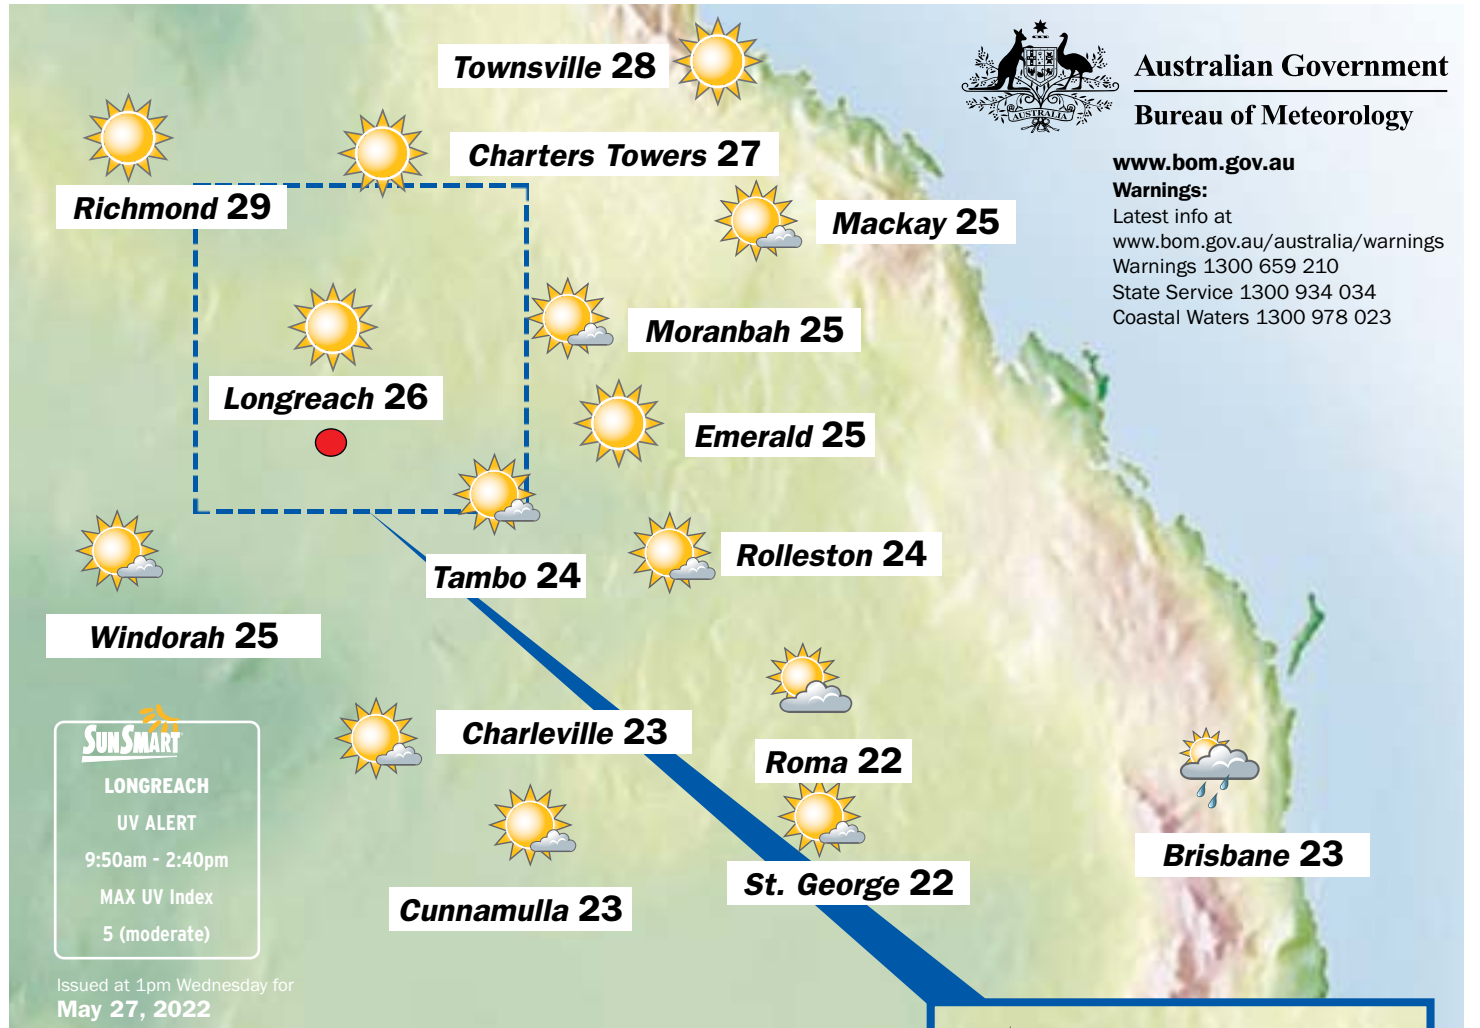 Townsville 28
Australian Government
Bureau of Meteorology
AUSTRALIA
Charters Towers 27
www.bom.gov.au
Warnings:
Latest info at
www.bom.gov.au/australia/warnings
Warnings 1300 659 210
State Service 1300 934 034
Coastal Waters 1300 978 023
Richmond 29
Mackay 25
Moranbah 25
Longreach 26
Emerald 25
Rolleston 24
Tambo 24
Windorah 25
Charleville 23
Roma 22
Brisbane 23
St. George 22
Cunnamulla 23
SUNSMART
LONGREACH
UV ALERT
9:50am - 2:40pm
MAX UV Index
5 (moderate)
Issued at 1pm Wednesday for
May 27, 2022